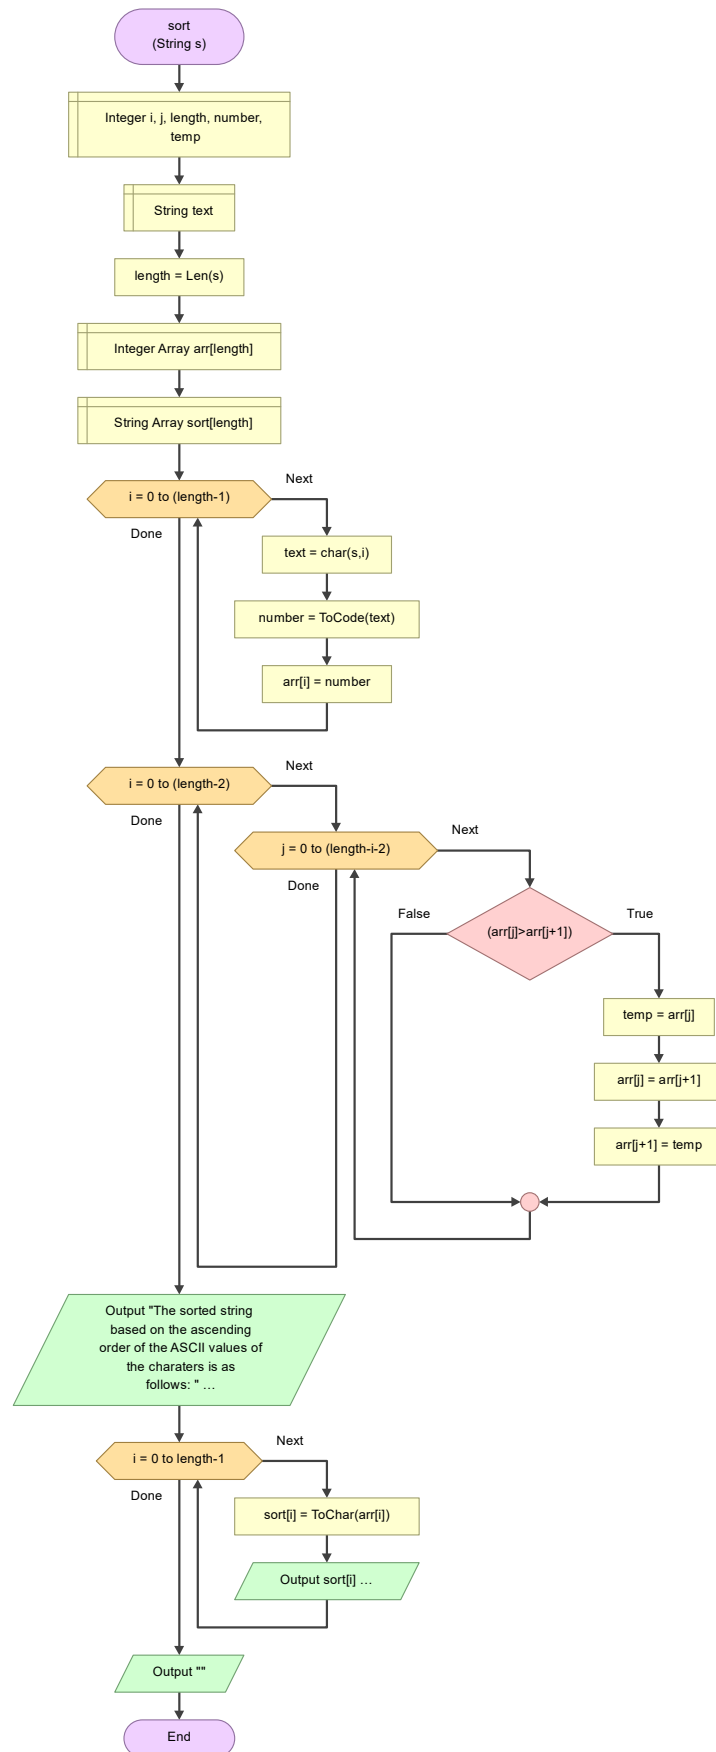 sort
(String s)
Integer i, j, length, number,
temp
String text
length = Len(s)
Integer Array arr[length]
String Array sort[length]
i = 0 to (length-1)
Next
Done
text = char(s,i)
number = ToCode(text)
arr[i] = number
i = 0 to (length-2)
Next
Done
j = 0 to (length-i-2)
Next
Done
(arr[j]>arr[j+1])
False
True
temp = arr[j]
arr[j] = arr[j+1]
arr[j+1] = temp
Output "The sorted string
based on the ascending
order of the ASCII values of
the charaters is as
follows: " ...
i = 0 to length-1
Next
Done
sort[i] = ToChar(arr[i])
Output sort[i] ...
Output ""
End